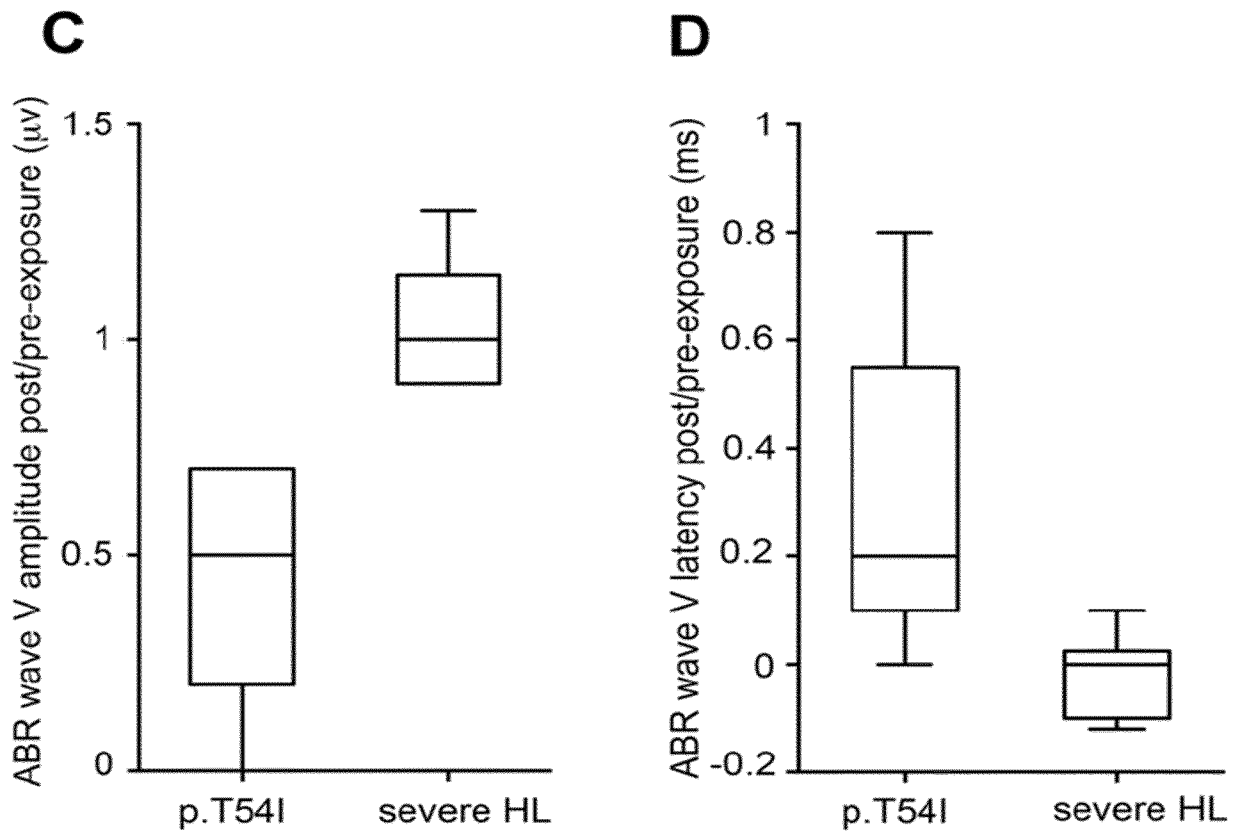 C
ABR wave V amplitude post/pre-exposure (µv)
1.5
1
0.5
0
p.T54I
severe HL
D
ABR wave V latency post/pre-exposure (ms)
1
0.8
0.6
0.4
0.2
0
-0.2
p.T54I
severe HL